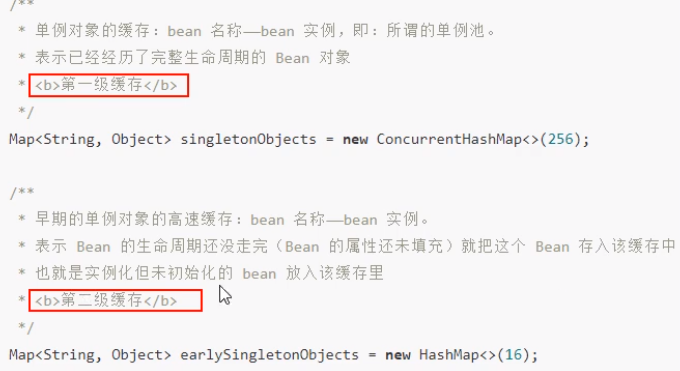 /**
* 单例对象的缓存：bean 名称——bean 实例，即：所谓的单例池。
* 表示已经经历了完整生命周期的 Bean 对象
* <b>第一级缓存</b>
*/
Map<String, Object> singletonObjects = new ConcurrentHashMap<>(256);
/**
* 早期的单例对象的高速缓存：bean 名称——bean 实例。
* 表示 Bean 的生命周期还没走完（Bean 的属性还未填充）就把这个 Bean 存入该缓存中
* 也就是实例化但未初始化的 bean 放入该缓存里
* <b>第二级缓存</b>
*/
Map<String, Object> earlySingletonObjects = new HashMap<>(16);